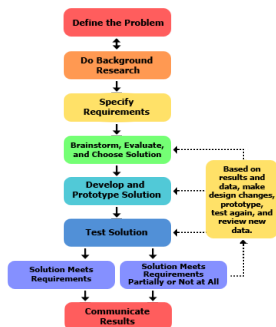 Define the Problem
Do Background
Research
Specify
Requirements
Brainstorm, Evaluate,
and Choose Solution
Develop and
Prototype Solution
Test Solution
Based on
results and
data, make
design changes,
prototype,
test again, and
review new
data.
Solution Meets
Requirements
Solution Meets
Requirements
Partially or Not at All
Communicate
Results